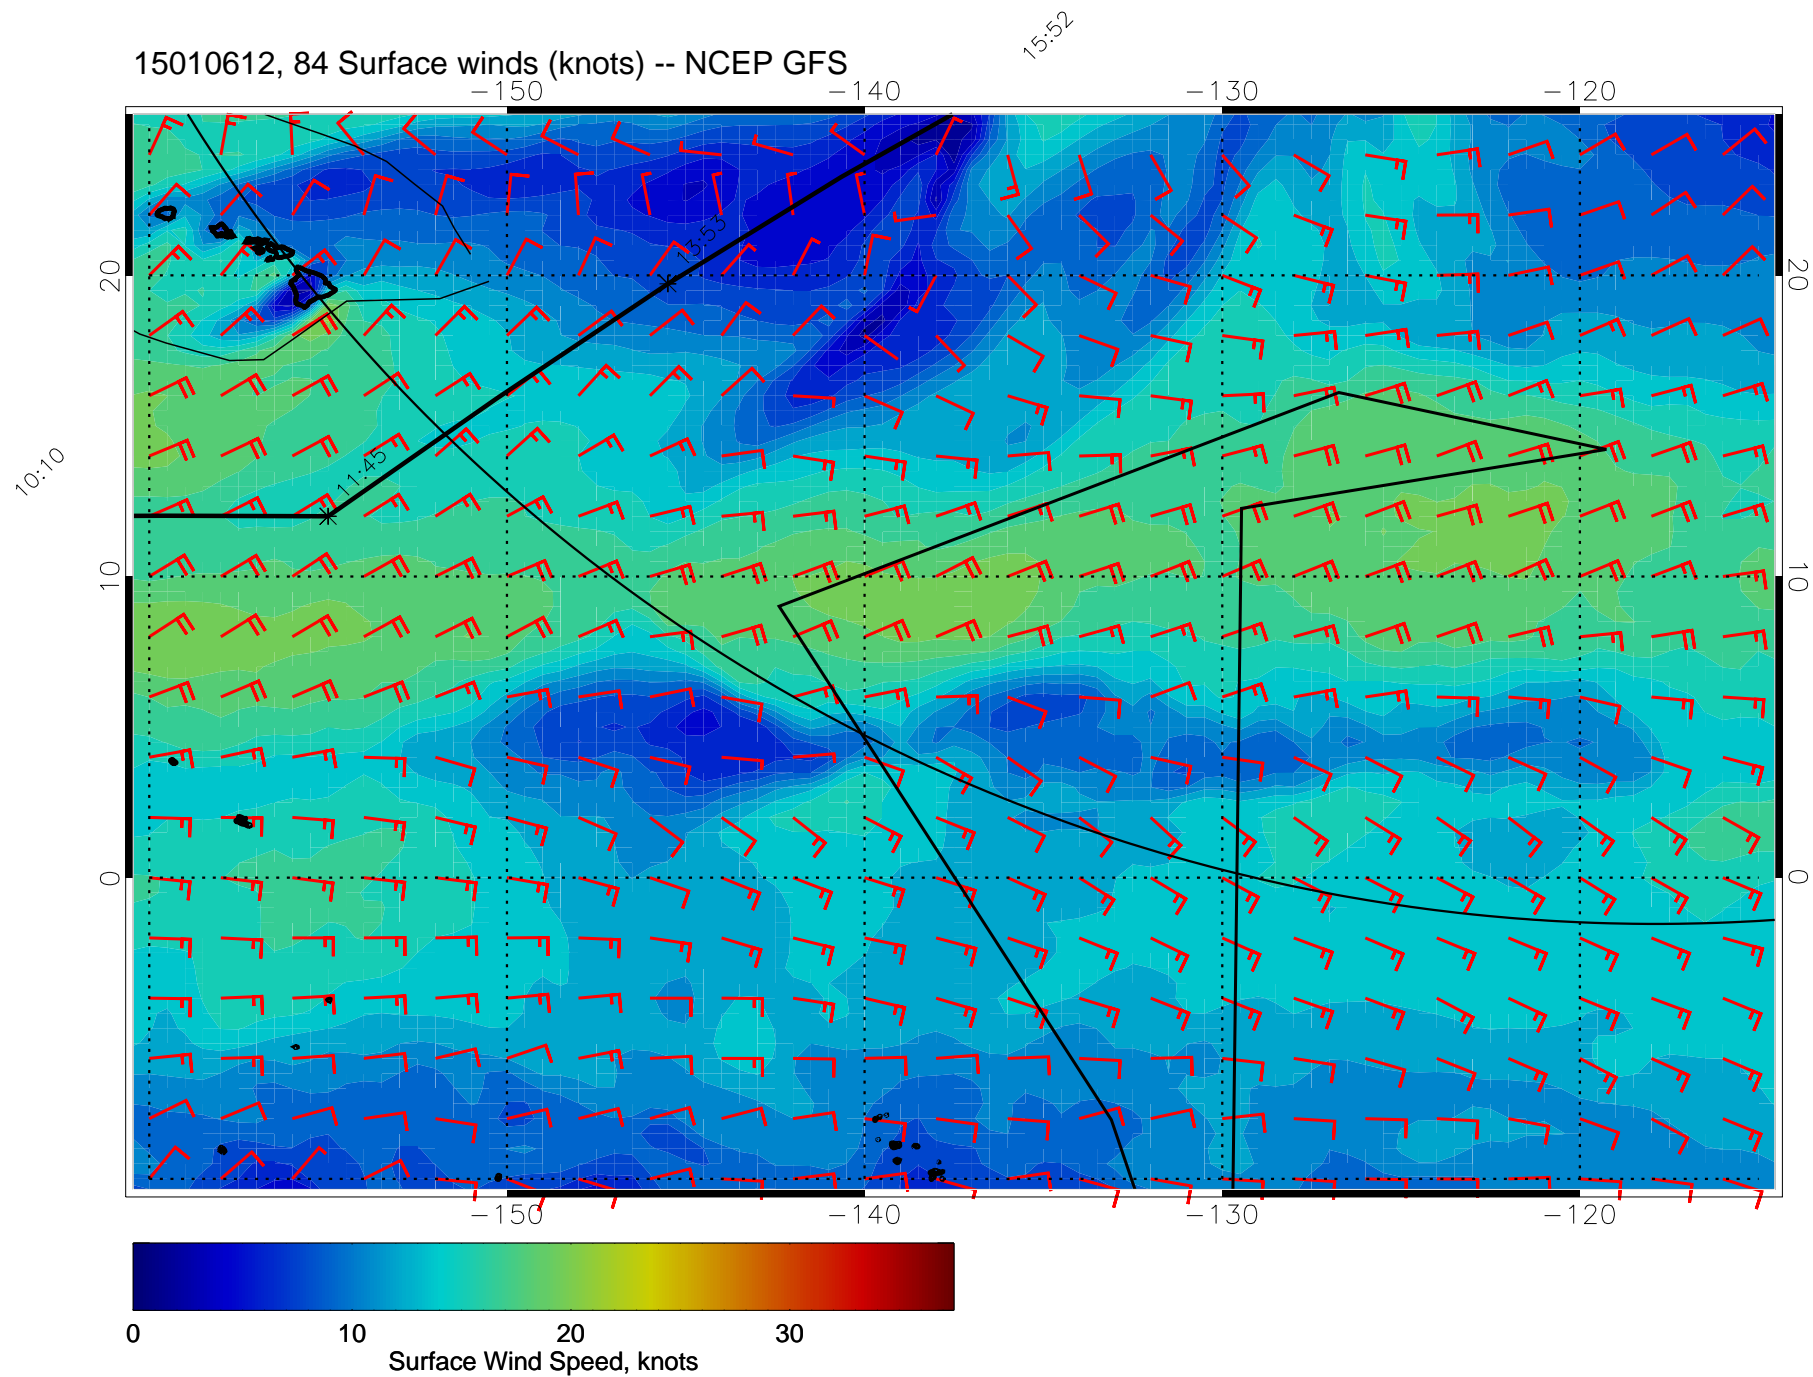 15:52
15010612, 84 Surface winds (knots) -- NCEP GFS
-150 -140 -130 -120
20 13:53 20
10:10 11:45
10 10
0 0
-150 -140 -130 -120
0 10 20 30
Surface Wind Speed, knots